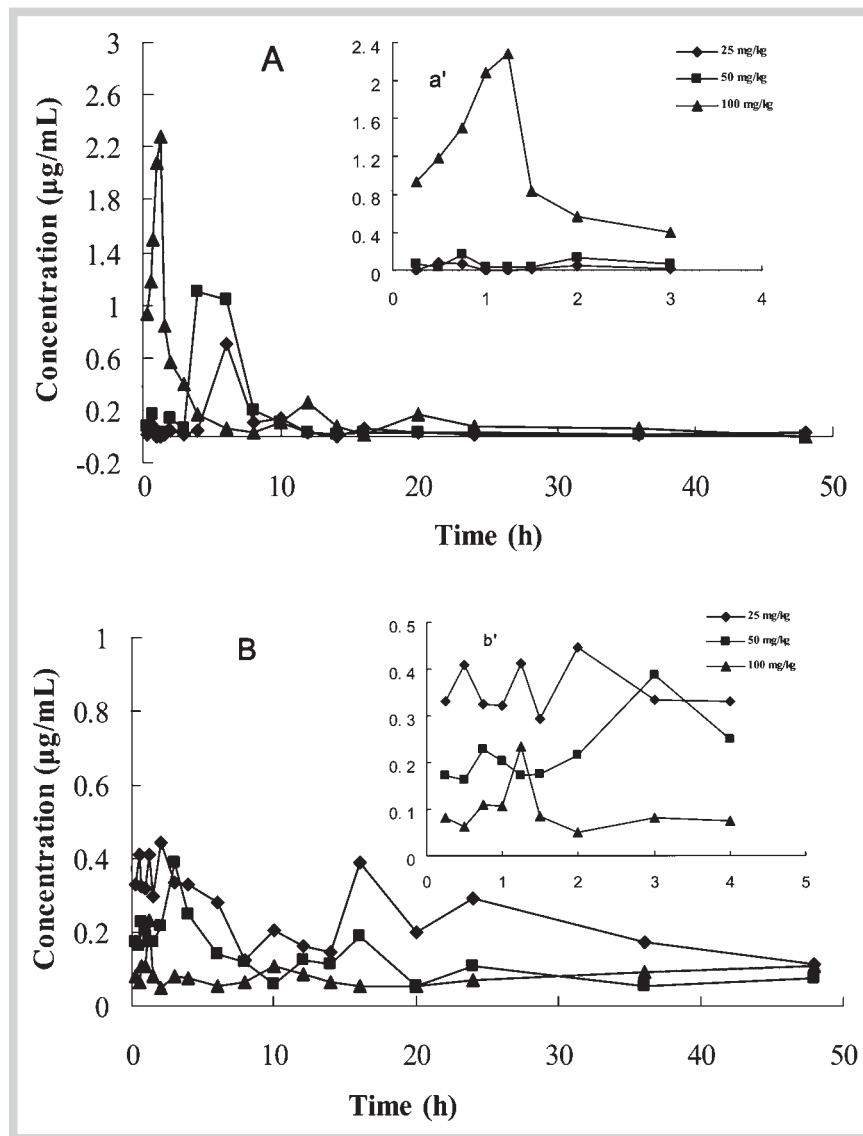 A
Concentration (µg/mL)
3
2.6
2.2
1.8
1.4
1
0.6
0.2
-0.2
0 10 20 30 40 50
Time (h)
a'
2.4
2
1.6
1.2
0.8
0.4
0
0 1 2 3 4
25 mg/kg
50 mg/kg
100 mg/kg
B
Concentration (µg/mL)
1
0.8
0.6
0.4
0.2
0
0 10 20 30 40 50
Time (h)
b'
0.5
0.4
0.3
0.2
0.1
0
0 1 2 3 4 5
25 mg/kg
50 mg/kg
100 mg/kg